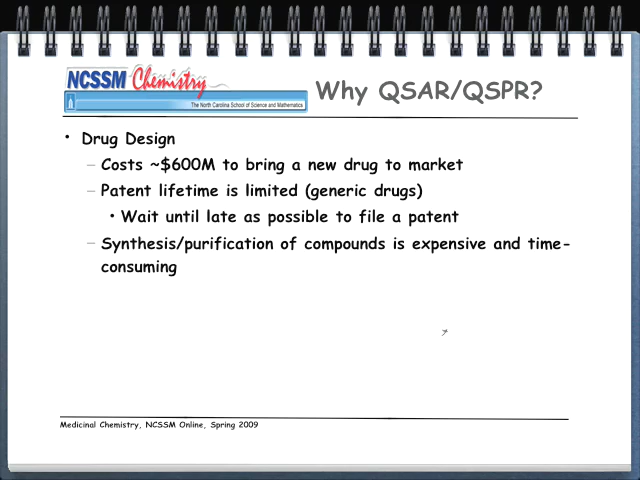 NCSSM Chemistry
The North Carolina School of Science and Mathematics
Why QSAR/QSPR?
• Drug Design
– Costs ~$600M to bring a new drug to market
– Patent lifetime is limited (generic drugs)
• Wait until late as possible to file a patent
– Synthesis/purification of compounds is expensive and time-
consuming
Medicinal Chemistry, NCSSM Online, Spring 2009